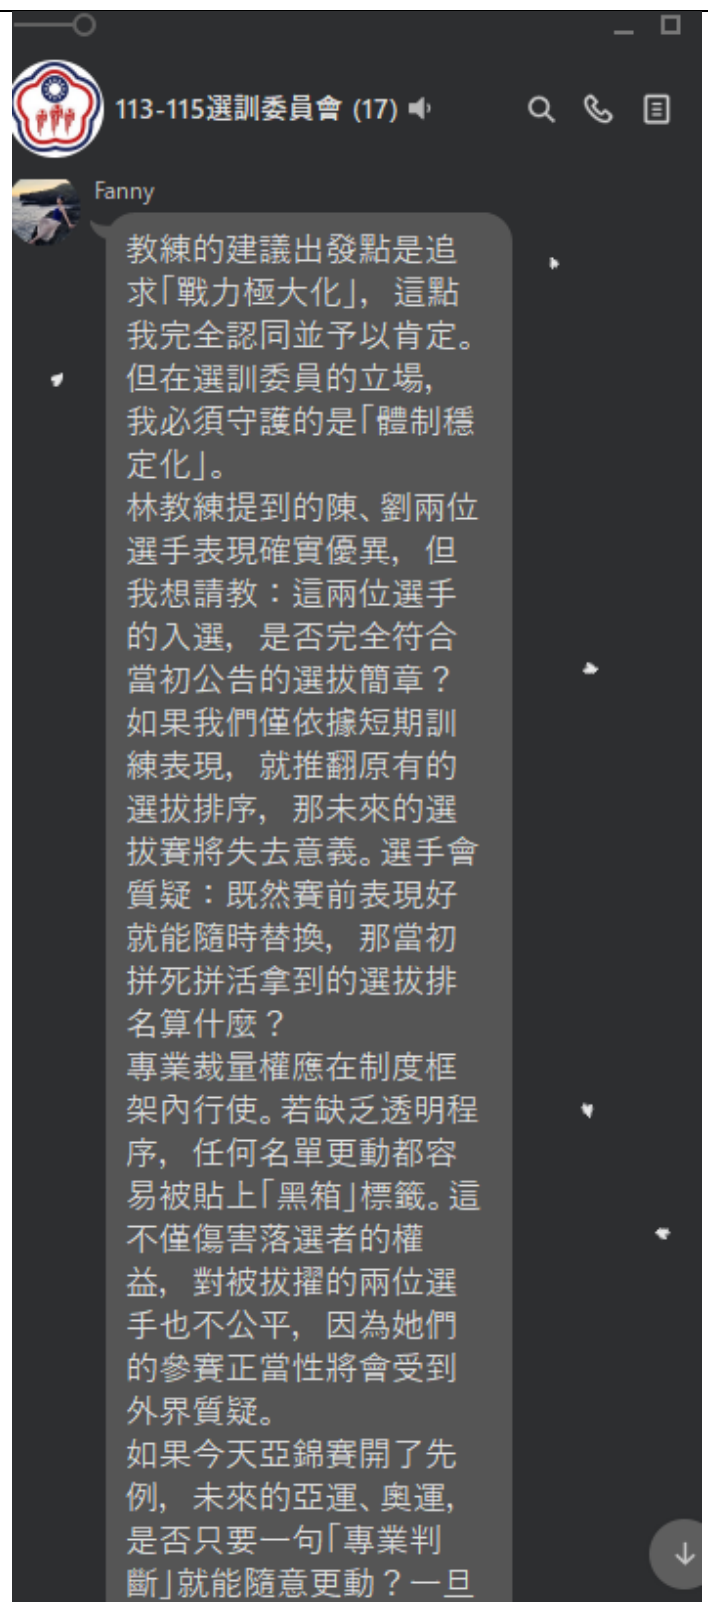 113-115選訓委員會 (17)
Fanny
教練的建議出發點是追
求「戰力極大化」，這點
我完全認同並予以肯定。
但在選訓委員的立場，
我必須守護的是「體制穩
定化」。
林教練提到的陳、劉兩位
選手表現確實優異，但
我想請教：這兩位選手
的入選，是否完全符合
當初公告的選拔簡章？
如果我們僅依據短期訓
練表現，就推翻原有的
選拔排序，那未來的選
拔賽將失去意義。選手會
質疑：既然賽前表現好
就能隨時替換，那當初
拼死拼活拿到的選拔排
名算什麼？
專業裁量權應在制度框
架內行使。若缺乏透明程
序，任何名單更動都容
易被貼上「黑箱」標籤。這
不僅傷害落選者的權
益，對被拔擢的兩位選
手也不公平，因為她們
的參賽正當性將會受到
外界質疑。
如果今天亞錦賽開了先
例，未來的亞運、奧運，
是否只要一句「專業判
斷」就能隨意更動？一旦